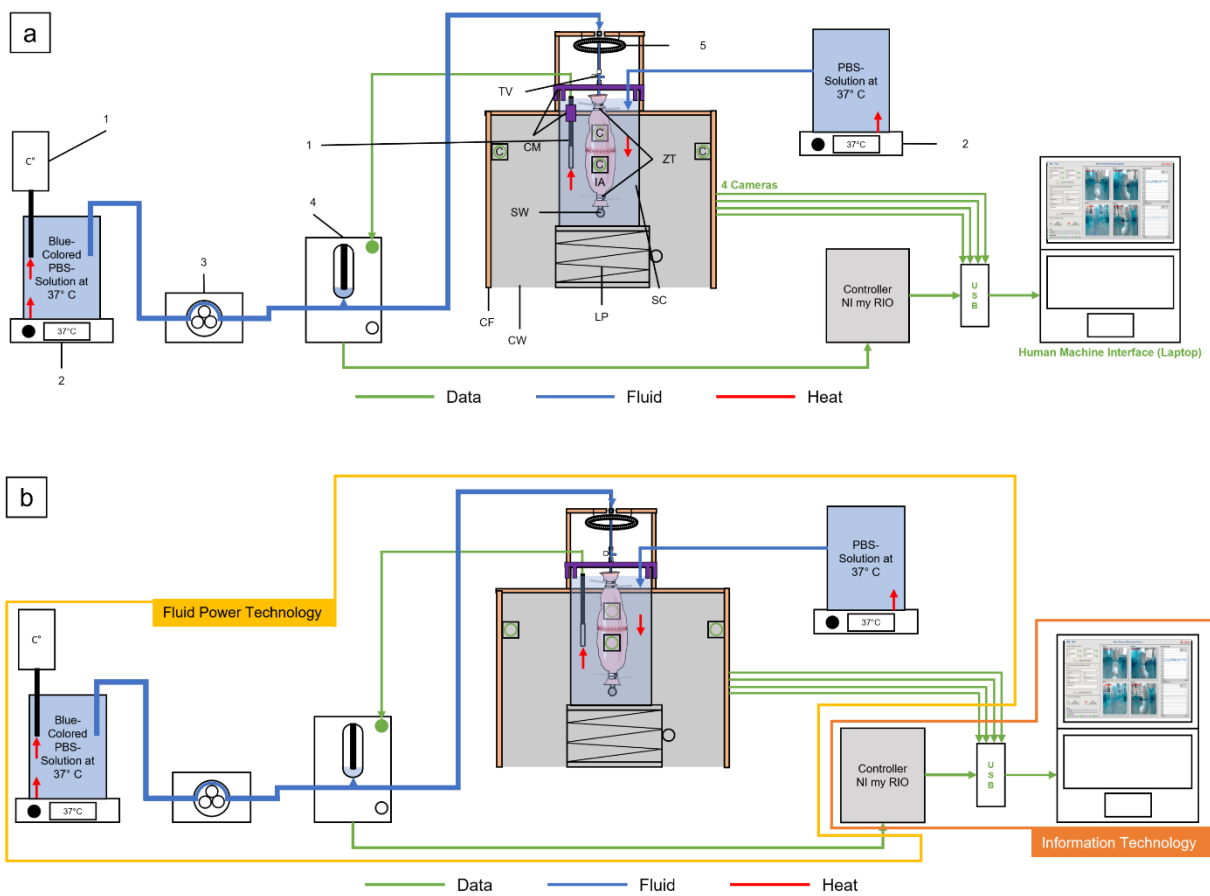 a
5
TV
PBS-
Solution at
37° C
1
C°
1
CM
C
C
C
C
ZT
37°C
2
IA
4 Cameras
SW
4
Blue-
Colored
PBS-
Solution at
37° C
3
Controller
NI my RIO
U
S
B
37°C
LP
SC
CF
CW
2
Human Machine Interface (Laptop)
Data
Fluid
Heat
b
PBS-
Solution at
37° C
Fluid Power Technology
C°
37°C
Blue-
Colored
PBS-
Solution at
37° C
Controller
NI my RIO
U
S
B
37°C
Information Technology
Data
Fluid
Heat